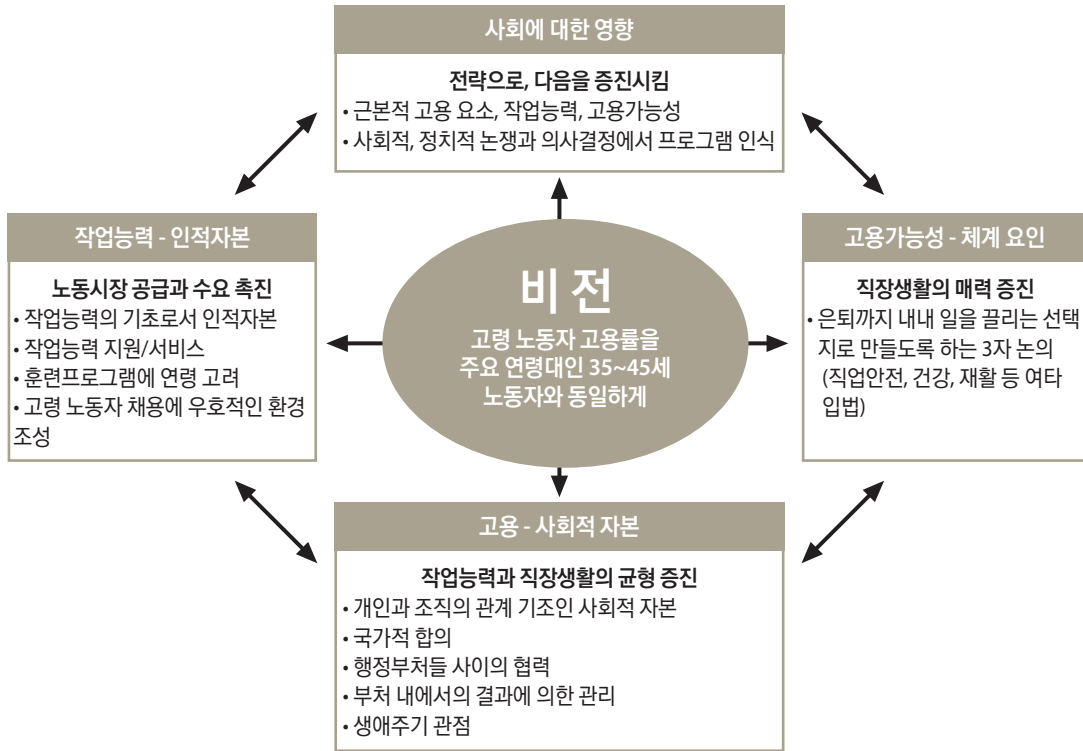 사회에 대한 영향
전략으로, 다음을 증진시킴
• 근본적 고용 요소, 작업능력, 고용가능성
• 사회적, 정치적 논쟁과 의사결정에서 프로그램 인식
작업능력 - 인적자본
노동시장 공급과 수요 촉진
• 작업능력의 기초로서 인적자본
• 작업능력 지원/서비스
• 훈련프로그램에 연령 고려
• 고령 노동자 채용에 우호적인 환경
조성
비 전
고령 노동자 고용률을
주요 연령대인 35~45세
노동자와 동일하게
고용가능성 - 체계 요인
직장생활의 매력 증진
• 은퇴까지 내내 일을 끌리는 선택
지로 만들도록 하는 3자 논의
(직업안전, 건강, 재활 등 여타
입법)
고용 - 사회적 자본
작업능력과 직장생활의 균형 증진
• 개인과 조직의 관계 기조인 사회적 자본
• 국가적 합의
• 행정부처들 사이의 협력
• 부처 내에서의 결과에 의한 관리
• 생애주기 관점